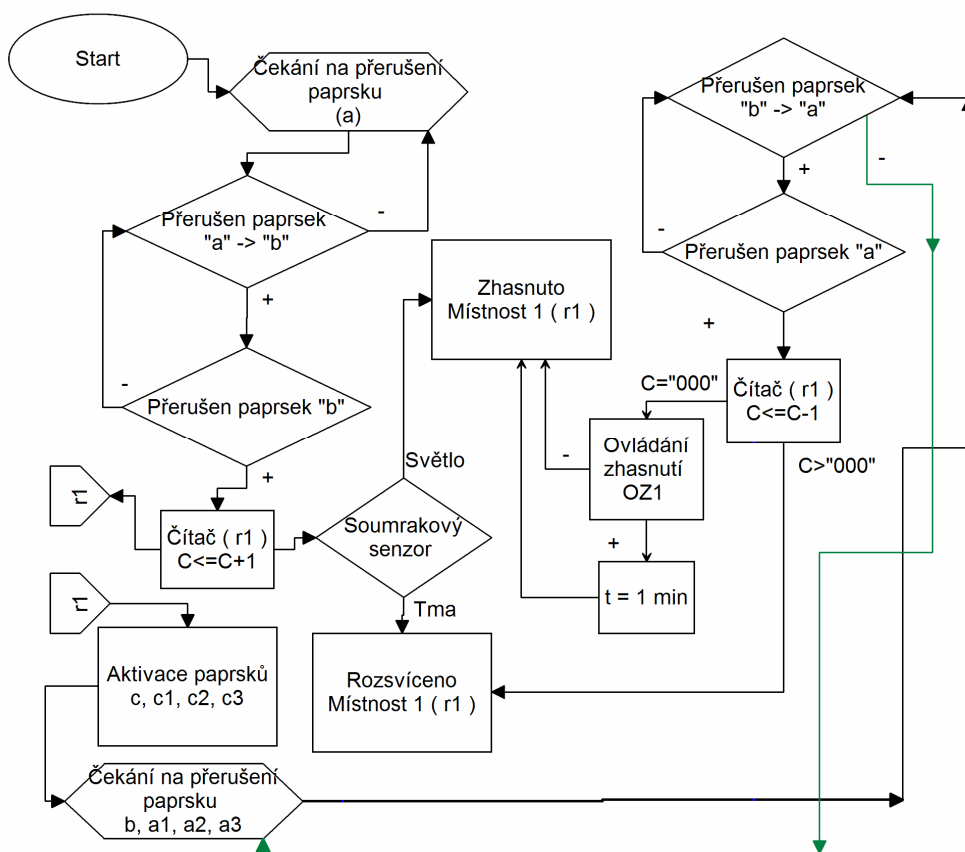 Start
Čekání na přerušení
paprsku
(a)
Přerušen paprsek
"a" -> "b"
-
+
Přerušen paprsek "b"
-
+
r1
Čítač ( r1 )
C<=C+1
Soumrakový
senzor
Světlo
Tma
Zhasnuto
Místnost 1 ( r1 )
Rozsvíceno
Místnost 1 ( r1 )
r1
Aktivace paprsků
c, c1, c2, c3
Čekání na přerušení
paprsku
b, a1, a2, a3
Přerušen paprsek
"b" -> "a"
-
+
Přerušen paprsek "a"
-
+
Čítač ( r1 )
C<=C-1
C="000"
C>"000"
Ovládání
zhasnutí
OZ1
-
+
t = 1 min